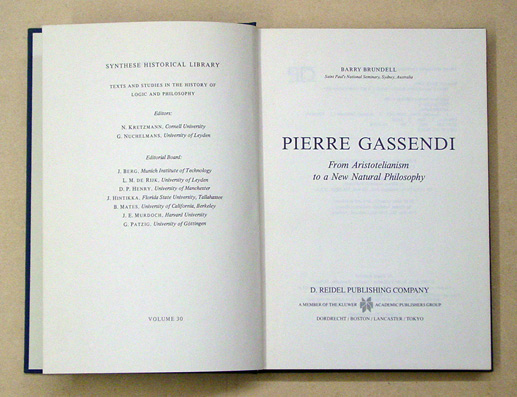 SYNTHESE HISTORICAL LIBRARY
TEXTS AND STUDIES IN THE HISTORY OF
LOGIC AND PHILOSOPHY
Editors:
N. KRETZMANN, Cornell University
G. NUCHELMANS, University of Leyden
Editorial Board:
J. BERG, Munich Institute of Technology
L. M. DE RIJK, University of Leyden
D. P. HENRY, University of Manchester
J. HINTIKKA, Florida State University, Tallahassee
B. MATES, University of California, Berkeley
J. E. MURDOCH, Harvard University
G. PATZIG, University of Göttingen
VOLUME 30
BARRY BRUNDELL
Saint Paul's National Seminary, Sydney, Australia
PIERRE GASSENDI
From Aristotelianism
to a New Natural Philosophy
D. REIDEL PUBLISHING COMPANY
A MEMBER OF THE KLUWER ACADEMIC PUBLISHERS GROUP
DORDRECHT / BOSTON / LANCASTER / TOKYO